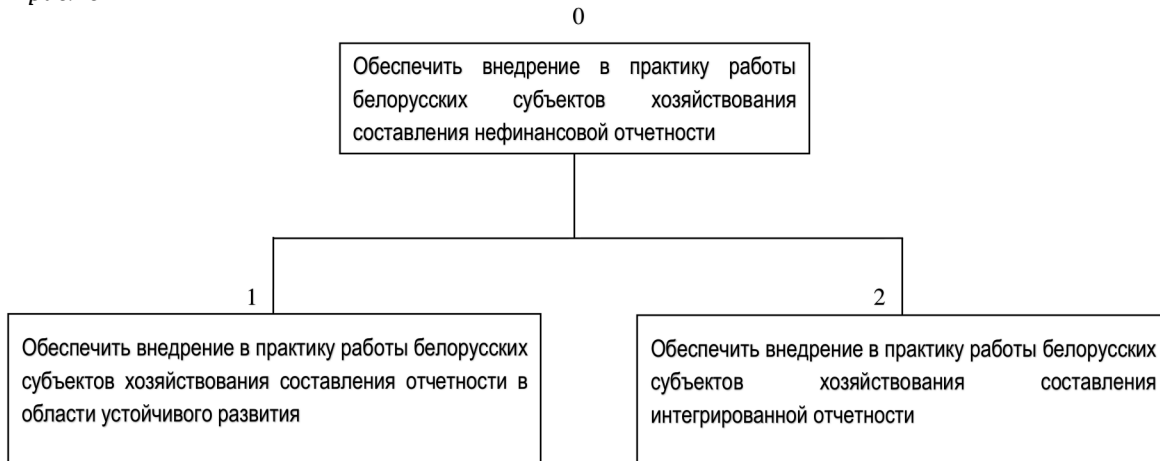 0
Обеспечить внедрение в практику работы
белорусских субъектов хозяйствования
составления нефинансовой отчетности
1
Обеспечить внедрение в практику работы белорусских
субъектов хозяйствования составления отчетности в
области устойчивого развития
2
Обеспечить внедрение в практику работы белорусских
субъектов хозяйствования составления
интегрированной отчетности